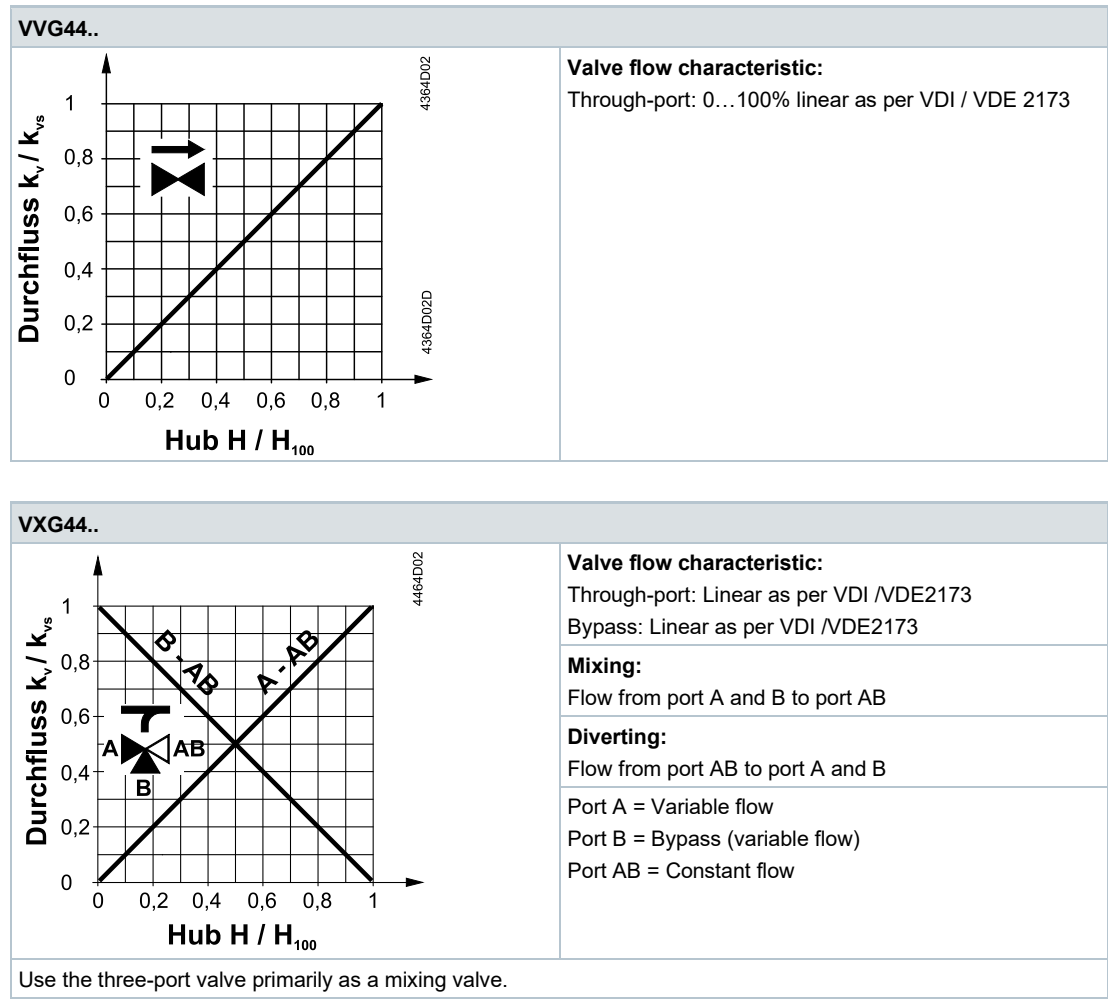 VVG44..
Durchfluss kv / kvs
1
0,8
0,6
0,4
0,2
0
0 0,2 0,4 0,6 0,8 1
Hub H / H100
4364D02
4364D02D
Valve flow characteristic:
Through-port: 0…100% linear as per VDI / VDE 2173
VXG44..
Durchfluss kv / kvs
1
0,8
0,6
0,4
0,2
0
B - AB
A - AB
A
AB
B
0 0,2 0,4 0,6 0,8 1
Hub H / H100
4464D02
Valve flow characteristic:
Through-port: Linear as per VDI /VDE2173
Bypass: Linear as per VDI /VDE2173
Mixing:
Flow from port A and B to port AB
Diverting:
Flow from port AB to port A and B
Port A = Variable flow
Port B = Bypass (variable flow)
Port AB = Constant flow
Use the three-port valve primarily as a mixing valve.